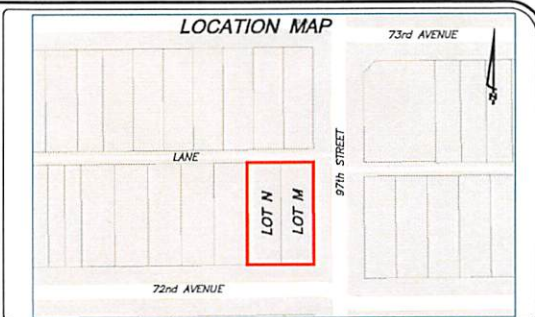 LOCATION MAP
73rd AVENUE
N
LANE
97th STREET
LOT N
LOT M
72nd AVENUE